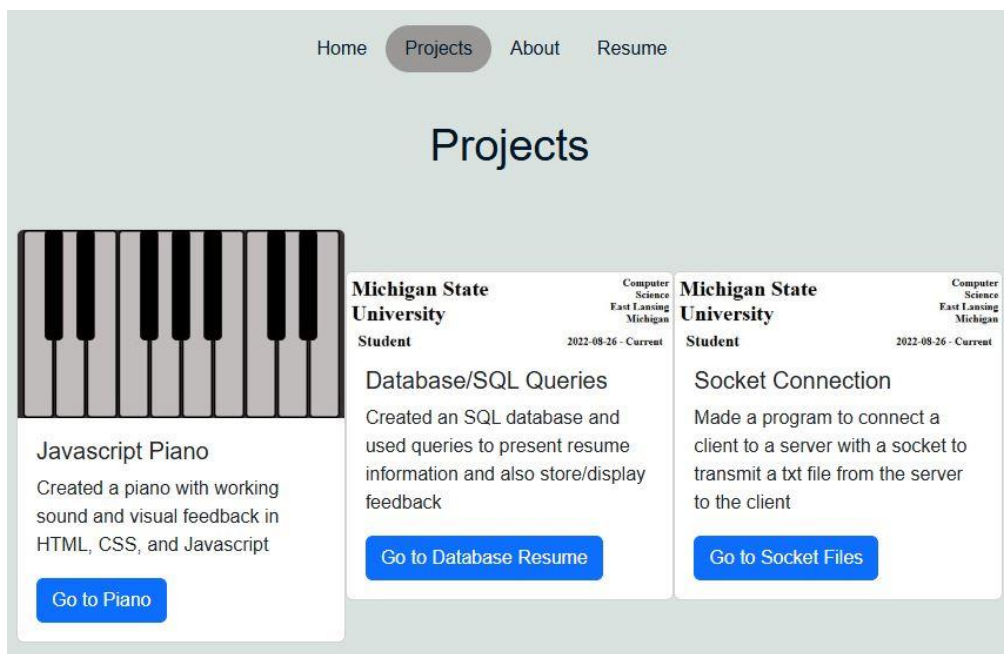 Home Projects About Resume
Projects
Javascript Piano
Created a piano with working
sound and visual feedback in
HTML, CSS, and Javascript
Go to Piano
Michigan State
University
Computer
Science
East Lansing
Michigan
Student
2022-08-26 - Current
Database/SQL Queries
Created an SQL database and
used queries to present resume
information and also store/display
feedback
Go to Database Resume
Michigan State
University
Computer
Science
East Lansing
Michigan
Student
2022-08-26 - Current
Socket Connection
Made a program to connect a
client to a server with a socket to
transmit a txt file from the server
to the client
Go to Socket Files